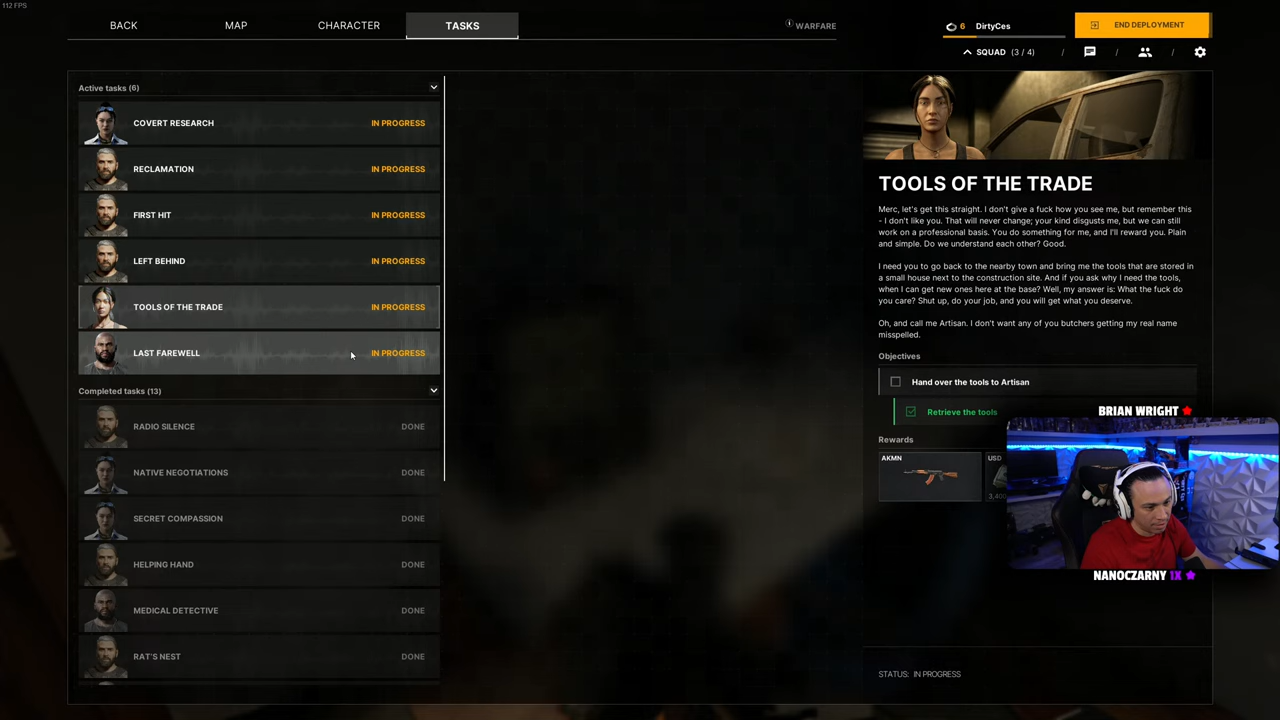 112 FPS
BACK
MAP
CHARACTER
TASKS
WARFARE
6 DirtyCes
END DEPLOYMENT
SQUAD (3 / 4)
Active tasks (6)
COVERT RESEARCH IN PROGRESS
RECLAMATION IN PROGRESS
FIRST HIT IN PROGRESS
LEFT BEHIND IN PROGRESS
TOOLS OF THE TRADE IN PROGRESS
LAST FAREWELL IN PROGRESS
Completed tasks (13)
RADIO SILENCE DONE
NATIVE NEGOTIATIONS DONE
SECRET COMPASSION DONE
HELPING HAND DONE
MEDICAL DETECTIVE DONE
RAT'S NEST DONE
TOOLS OF THE TRADE
Merc, let's get this straight. I don't give a fuck how you see me, but remember this
- I don't like you. That will never change; your kind disgusts me, but we can still
work on a professional basis. You do something for me, and I'll reward you. Plain
and simple. Do we understand each other? Good.
I need you to go back to the nearby town and bring me the tools that are stored in
a small house next to the construction site. And if you ask why I need the tools,
when I can get new ones here at the base? Well, my answer is: What the fuck do
you care? Shut up, do your job, and you will get what you deserve.
Oh, and call me Artisan. I don't want any of you butchers getting my real name
misspelled.
Objectives
Hand over the tools to Artisan
Retrieve the tools
Rewards
AKMN
USD
3,400
BRIAN WRIGHT
NANOCZARNY 1X
STATUS: IN PROGRESS